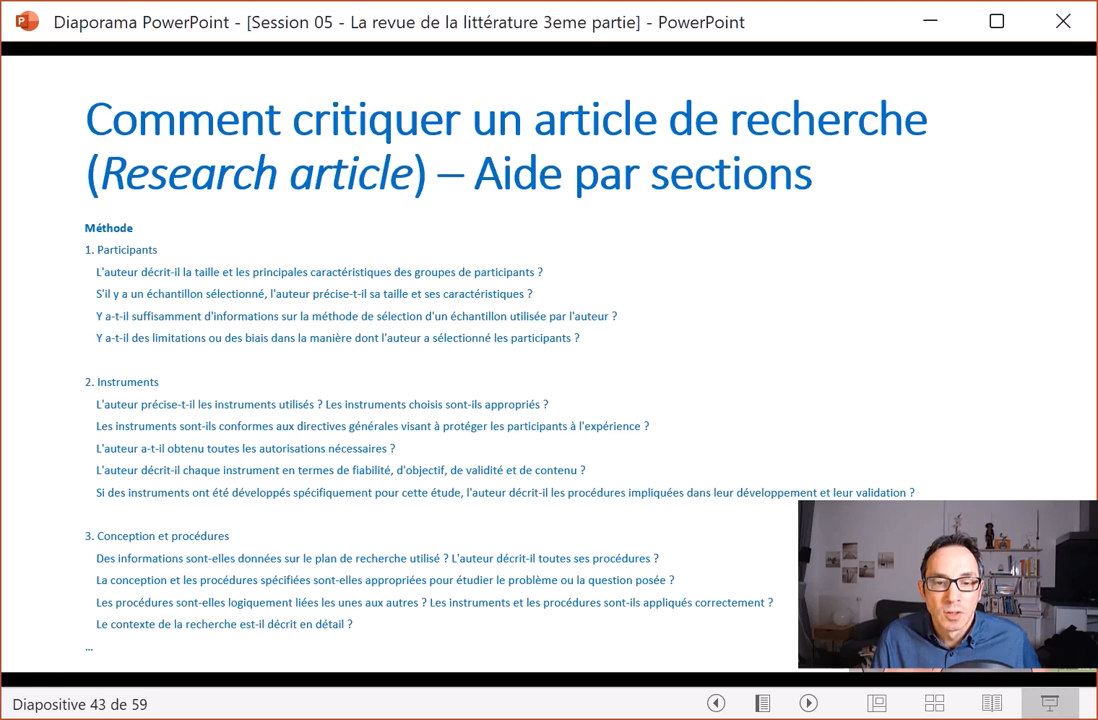 Diaporama PowerPoint - [Session 05 - La revue de la littérature 3eme partie] - PowerPoint
Comment critiquer un article de recherche
(Research article) – Aide par sections
Méthode
1. Participants
L'auteur décrit-il la taille et les principales caractéristiques des groupes de participants ?
S'il y a un échantillon sélectionné, l'auteur précise-t-il sa taille et ses caractéristiques ?
Y a-t-il suffisamment d'informations sur la méthode de sélection d'un échantillon utilisée par l'auteur ?
Y a-t-il des limitations ou des biais dans la manière dont l'auteur a sélectionné les participants ?
2. Instruments
L'auteur précise-t-il les instruments utilisés ? Les instruments choisis sont-ils appropriés ?
Les instruments sont-ils conformes aux directives générales visant à protéger les participants à l'expérience ?
L'auteur a-t-il obtenu toutes les autorisations nécessaires ?
L'auteur décrit-il chaque instrument en termes de fiabilité, d'objectif, de validité et de contenu ?
Si des instruments ont été développés spécifiquement pour cette étude, l'auteur décrit-il les procédures impliquées dans leur développement et leur validation ?
3. Conception et procédures
Des informations sont-elles données sur le plan de recherche utilisé ? L'auteur décrit-il toutes ses procédures ?
La conception et les procédures spécifiées sont-elles appropriées pour étudier le problème ou la question posée ?
Les procédures sont-elles logiquement liées les unes aux autres ? Les instruments et les procédures sont-ils appliqués correctement ?
Le contexte de la recherche est-il décrit en détail ?
...
Diapositive 43 de 59